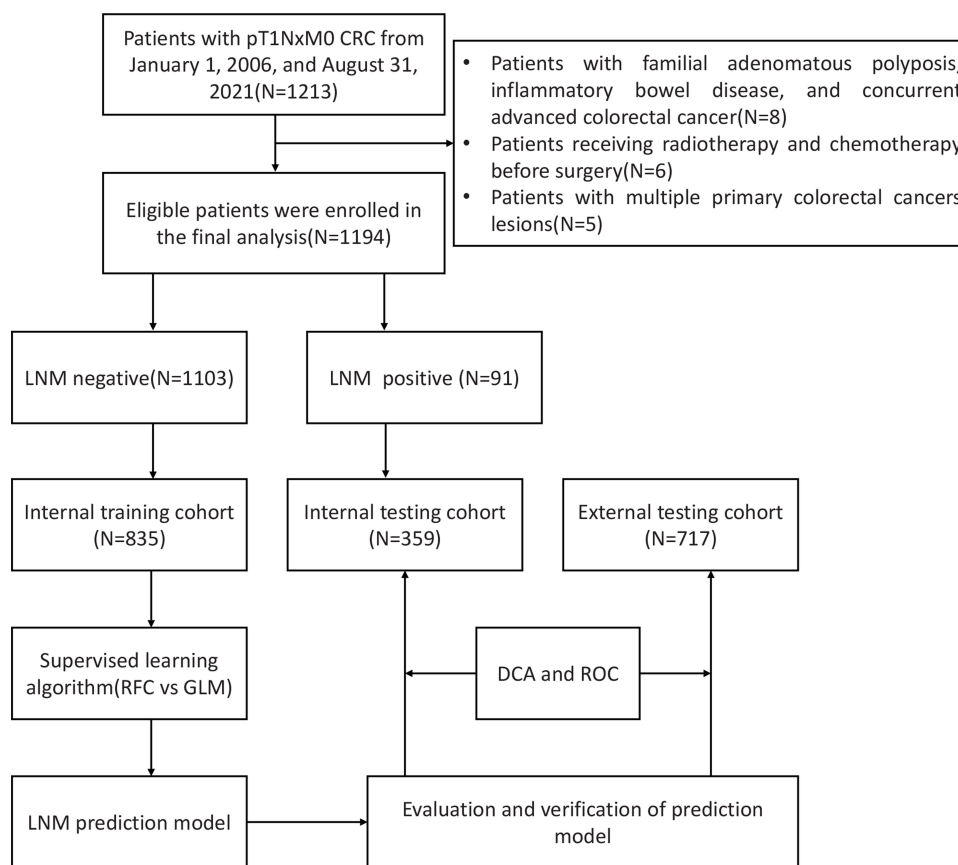 Patients with pT1NxM0 CRC from
January 1, 2006, and August 31,
2021(N=1213)
• Patients with familial adenomatous polyposis,
inflammatory bowel disease, and concurrent
advanced colorectal cancer(N=8)
• Patients receiving radiotherapy and chemotherapy
before surgery(N=6)
• Patients with multiple primary colorectal cancers
lesions(N=5)
Eligible patients were enrolled in
the final analysis(N=1194)
LNM negative(N=1103)
LNM positive (N=91)
Internal training cohort
(N=835)
Internal testing cohort
(N=359)
External testing cohort
(N=717)
Supervised learning
algorithm(RFC vs GLM)
DCA and ROC
LNM prediction model
Evaluation and verification of prediction
model